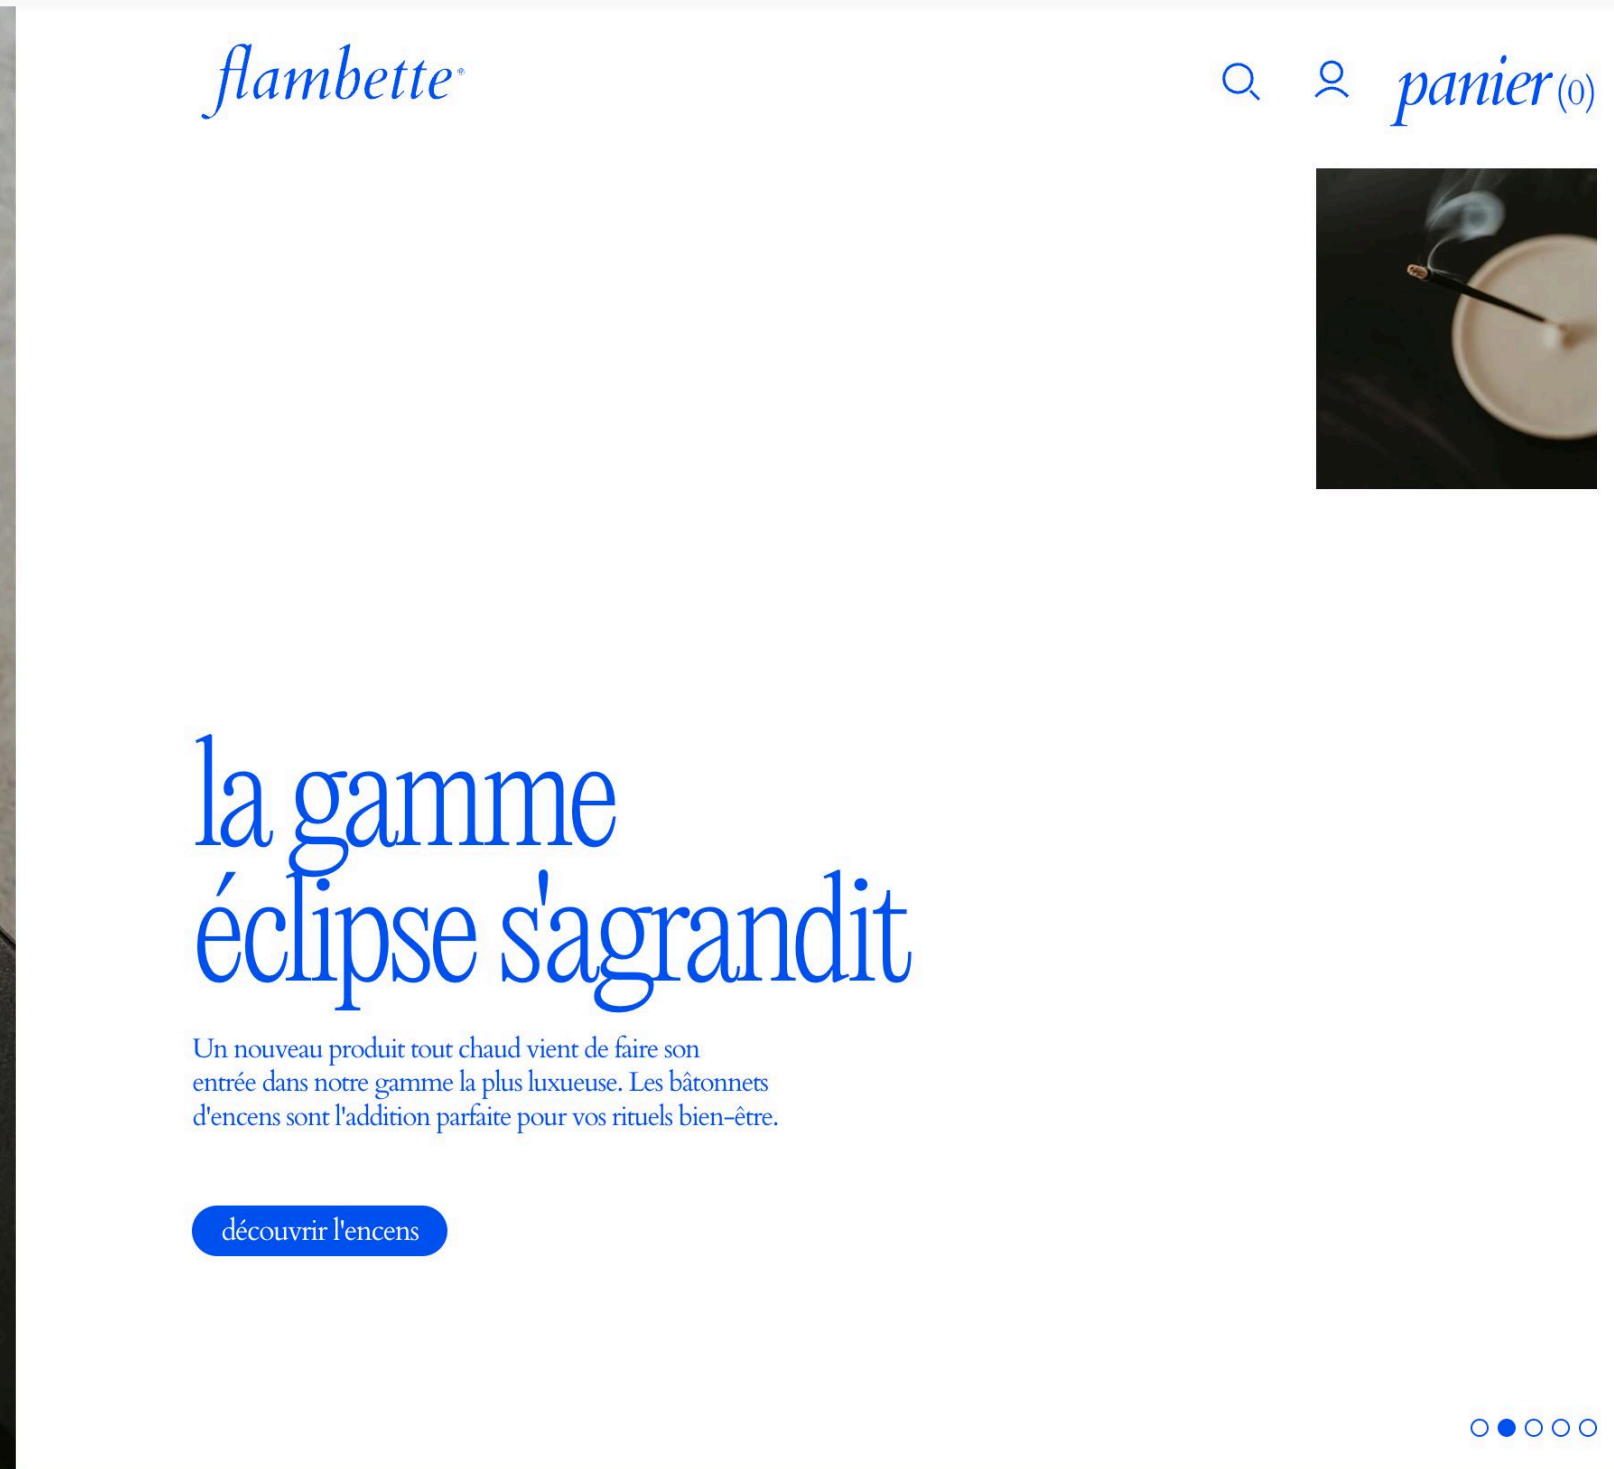 flambette®
panier (0)
la gamme
éclipse s'agrandit
Un nouveau produit tout chaud vient de faire son
entrée dans notre gamme la plus luxueuse. Les bâtonnets
d'encens sont l'addition parfaite pour vos rituels bien-être.
découvrir l'encens